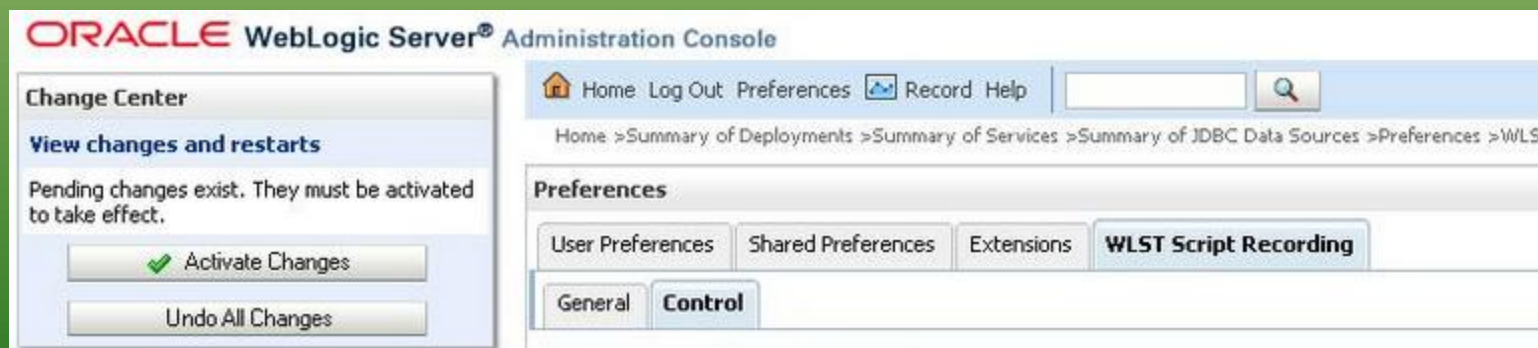 ORACLE WebLogic Server® Administration Console
Change Center
View changes and restarts
Pending changes exist. They must be activated
to take effect.
Activate Changes
Undo All Changes
Home Log Out Preferences Record Help
Home >Summary of Deployments >Summary of Services >Summary of JDBC Data Sources >Preferences >WLS
Preferences
User Preferences Shared Preferences Extensions WLST Script Recording
General Control